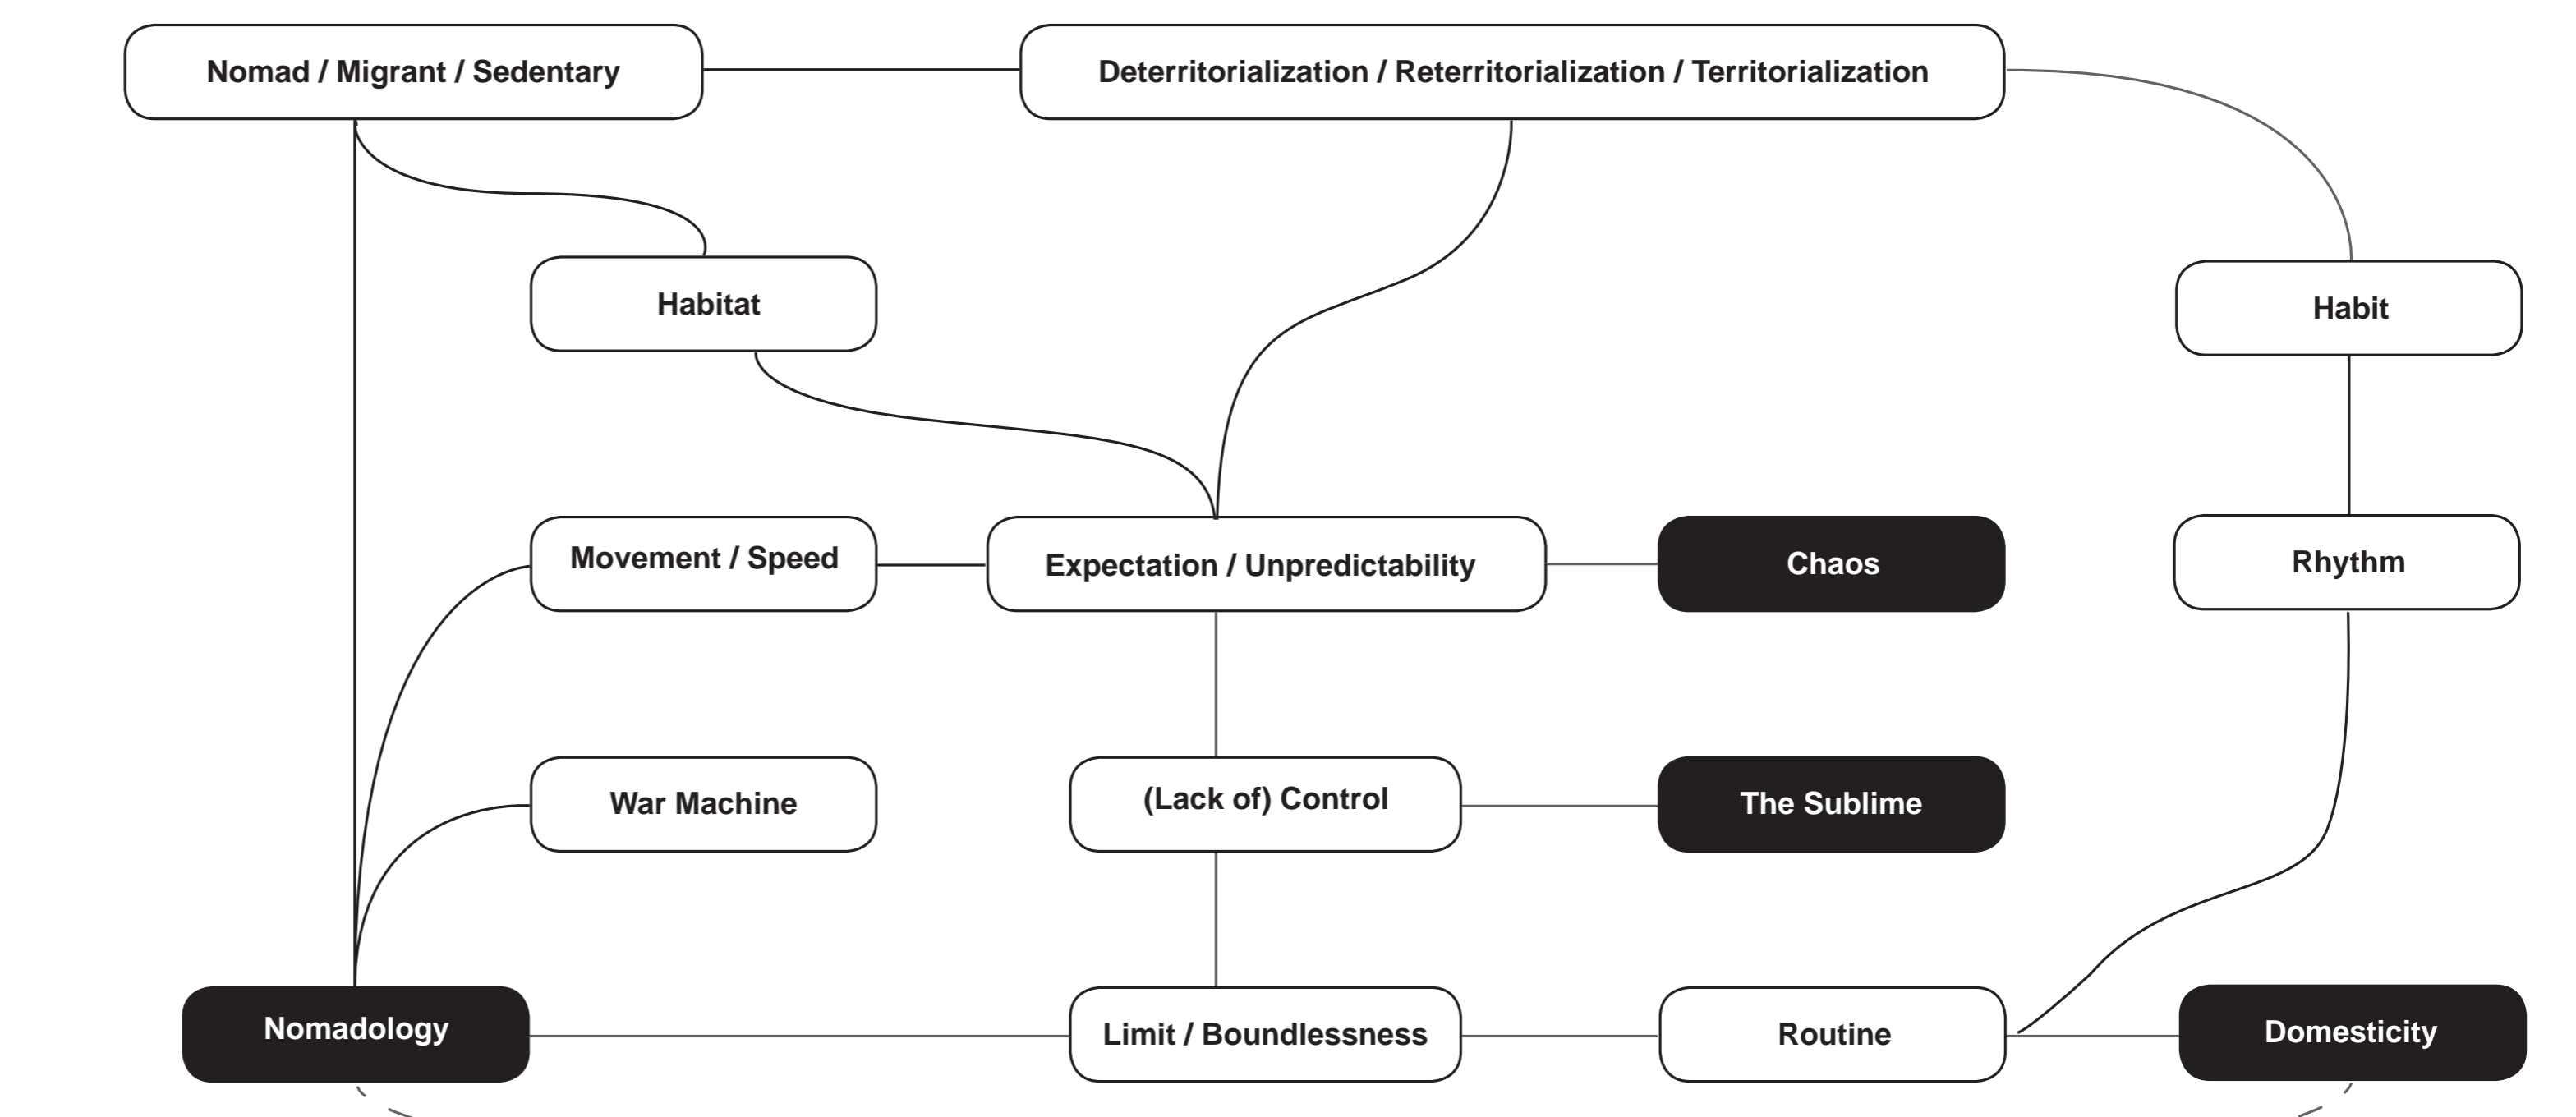 Nomad / Migrant / Sedentary
Deterritorialization / Reterritorialization / Territorialization
Habitat
Habit
Movement / Speed
Expectation / Unpredictability
Chaos
Rhythm
War Machine
(Lack of) Control
The Sublime
Nomadology
Limit / Boundlessness
Routine
Domesticity